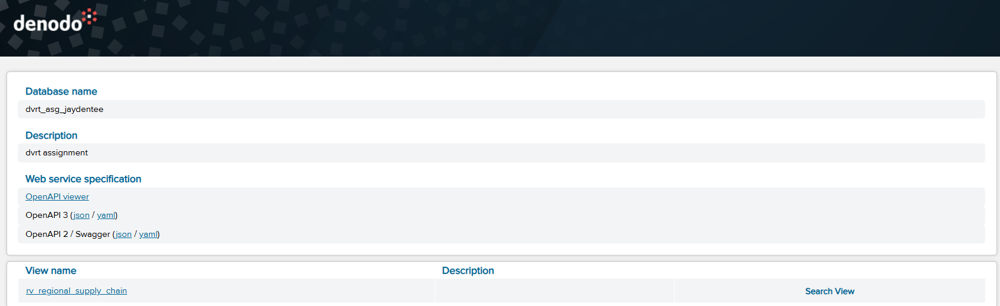 denodo
Database name
dvrt_asg_jaydentee
Description
dvrt assignment
Web service specification
OpenAPI viewer
OpenAPI 3 (json / yaml)
OpenAPI 2 / Swagger (json / yaml)
View name Description
rv_regional_supply_chain Search View